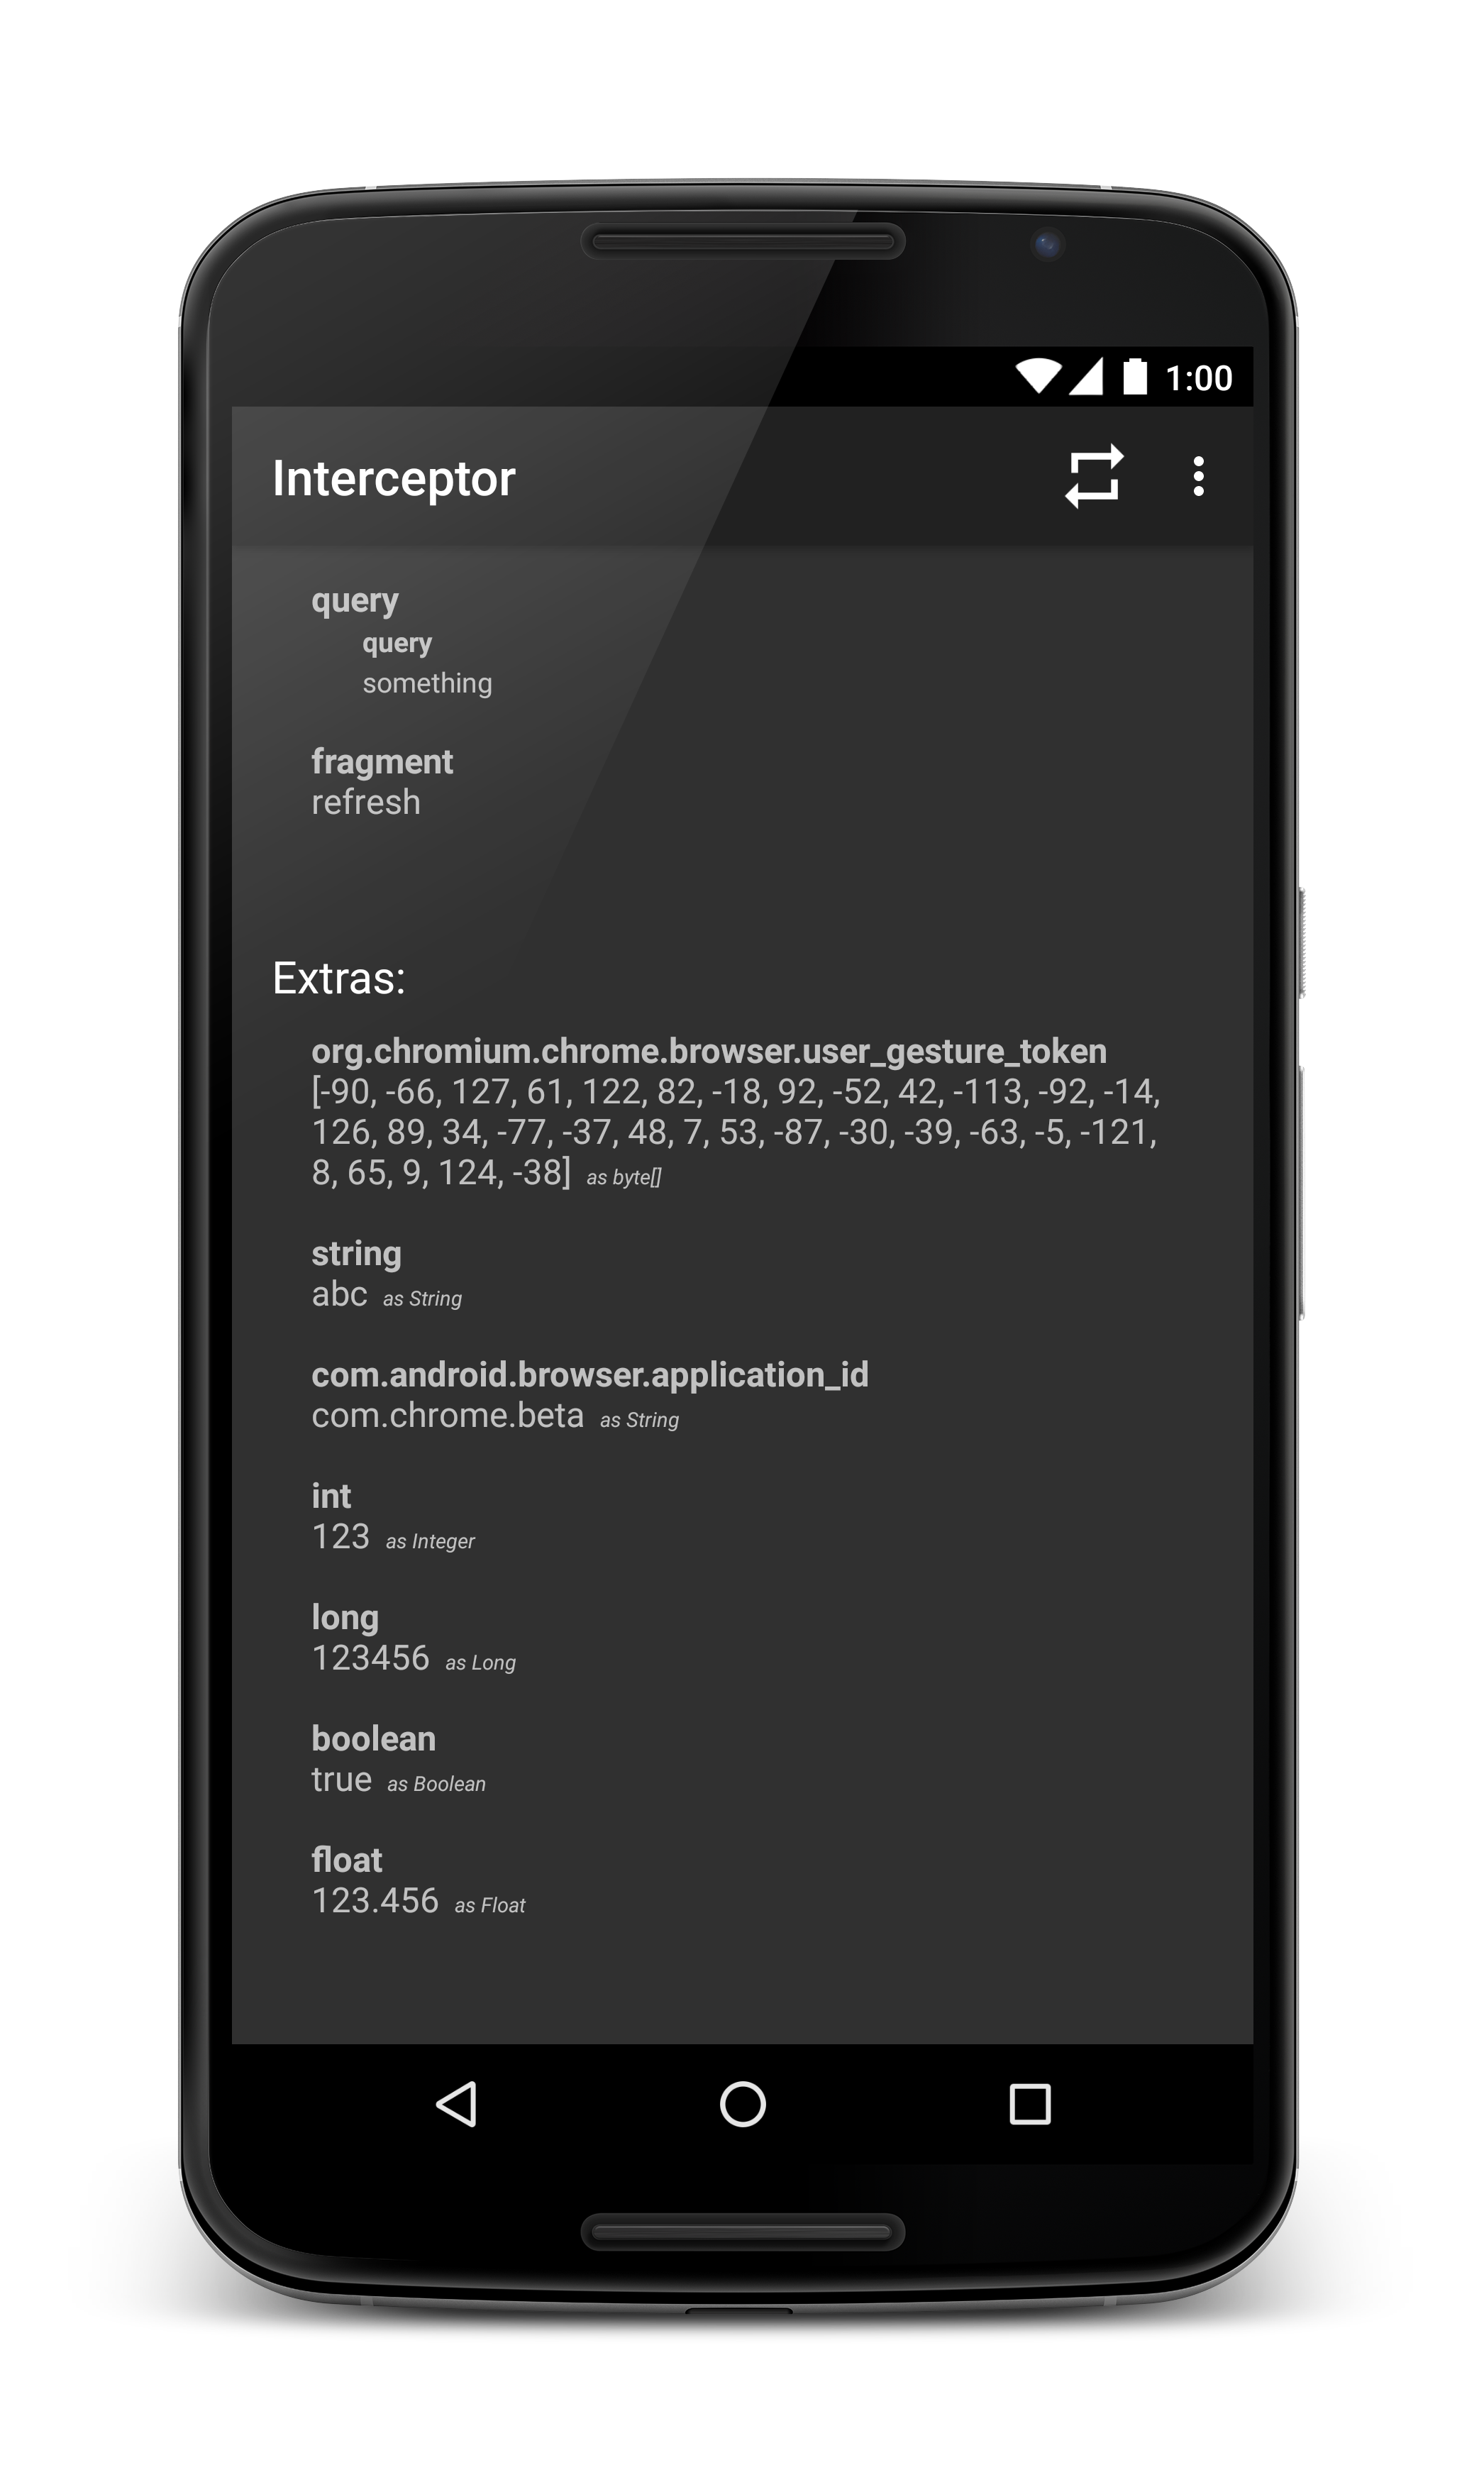 1:00
Interceptor
query
query
something
fragment
refresh
Extras:
org.chromium.chrome.browser.user_gesture_token
[-90, -66, 127, 61, 122, 82, -18, 92, -52, 42, -113, -92, -14,
126, 89, 34, -77, -37, 48, 7, 53, -87, -30, -39, -63, -5, -121,
8, 65, 9, 124, -38] as byte[]
string
abc as String
com.android.browser.application_id
com.chrome.beta as String
int
123 as Integer
long
123456 as Long
boolean
true as Boolean
float
123.456 as Float